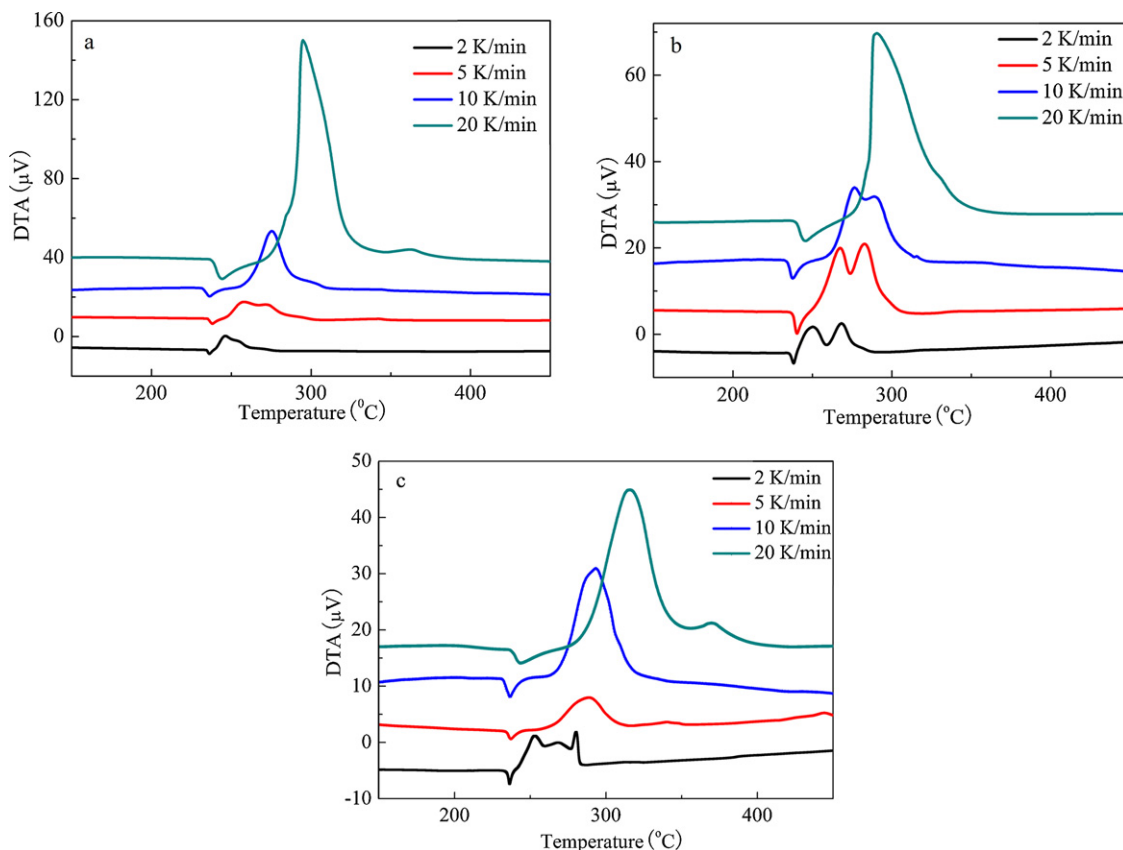 a
2 K/min
5 K/min
10 K/min
20 K/min
160
120
80
40
0
DTA (μV)
200
300
400
Temperature (⁰C)
b
2 K/min
5 K/min
10 K/min
20 K/min
60
40
20
0
DTA (μV)
200
300
400
Temperature (°C)
c
2 K/min
5 K/min
10 K/min
20 K/min
50
40
30
20
10
0
-10
DTA (μV)
200
300
400
Temperature (°C)